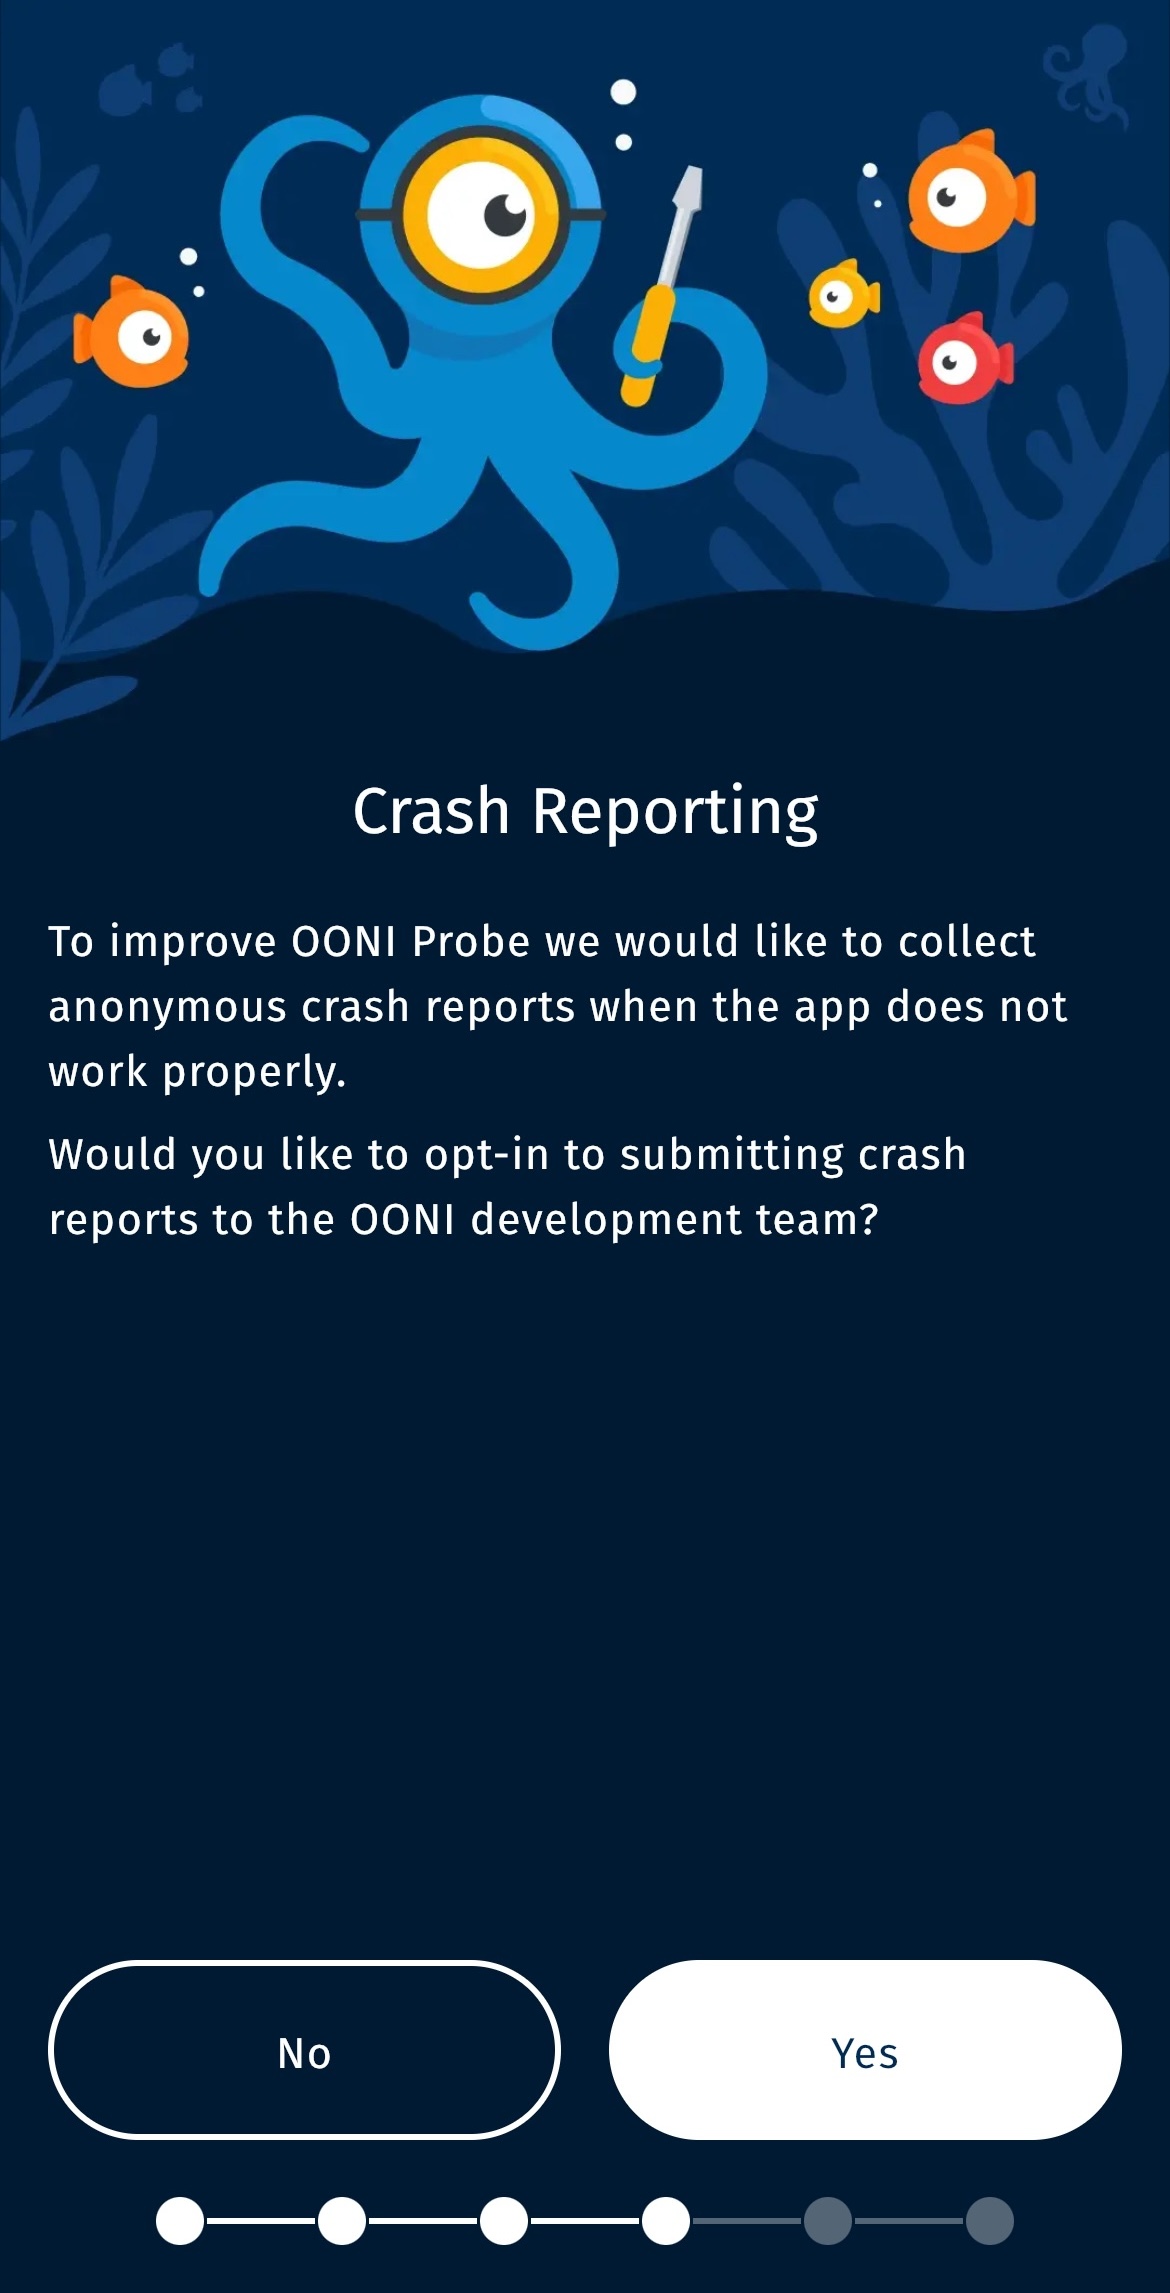 Crash Reporting
To improve OONI Probe we would like to collect
anonymous crash reports when the app does not
work properly.
Would you like to opt-in to submitting crash
reports to the OONI development team?
No
Yes